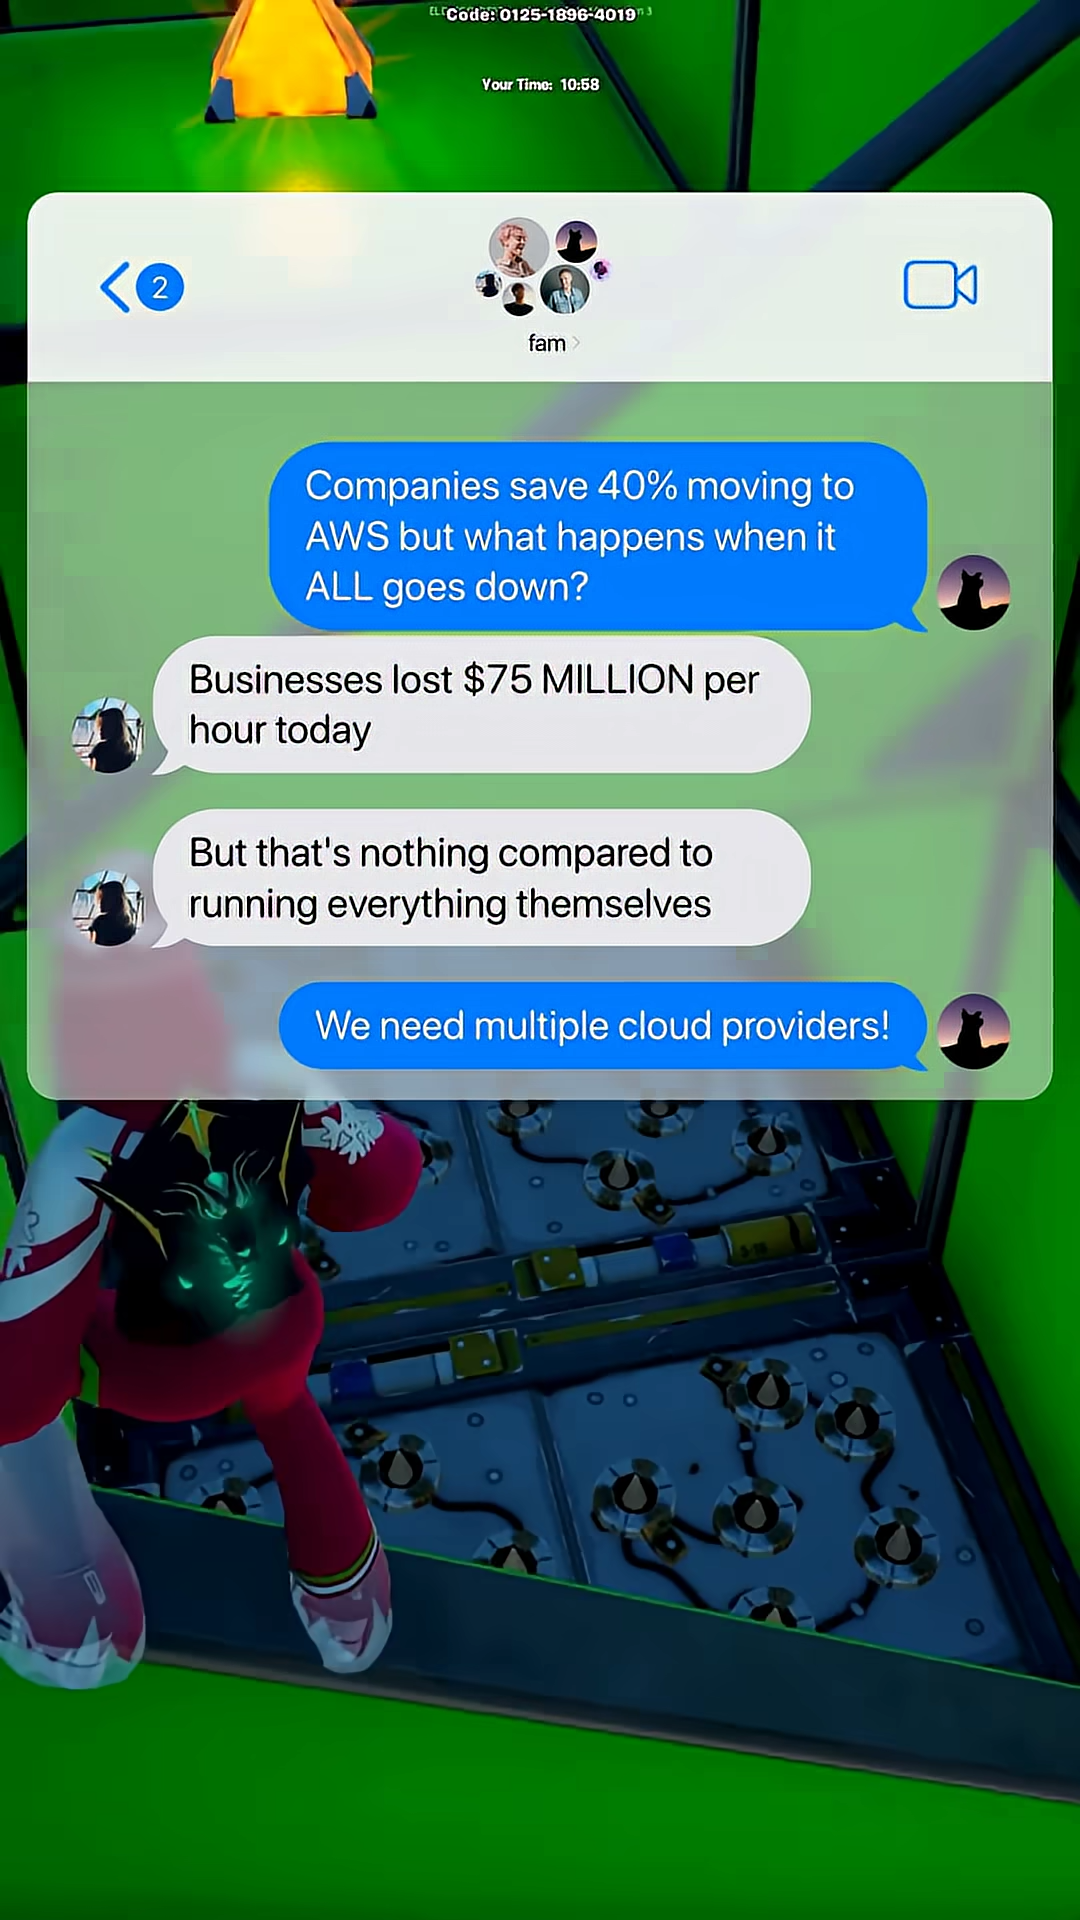 Code: 0125-1896-4019
Your Time: 10:58
2
fam
Companies save 40% moving to
AWS but what happens when it
ALL goes down?
Businesses lost $75 MILLION per
hour today
But that's nothing compared to
running everything themselves
We need multiple cloud providers!